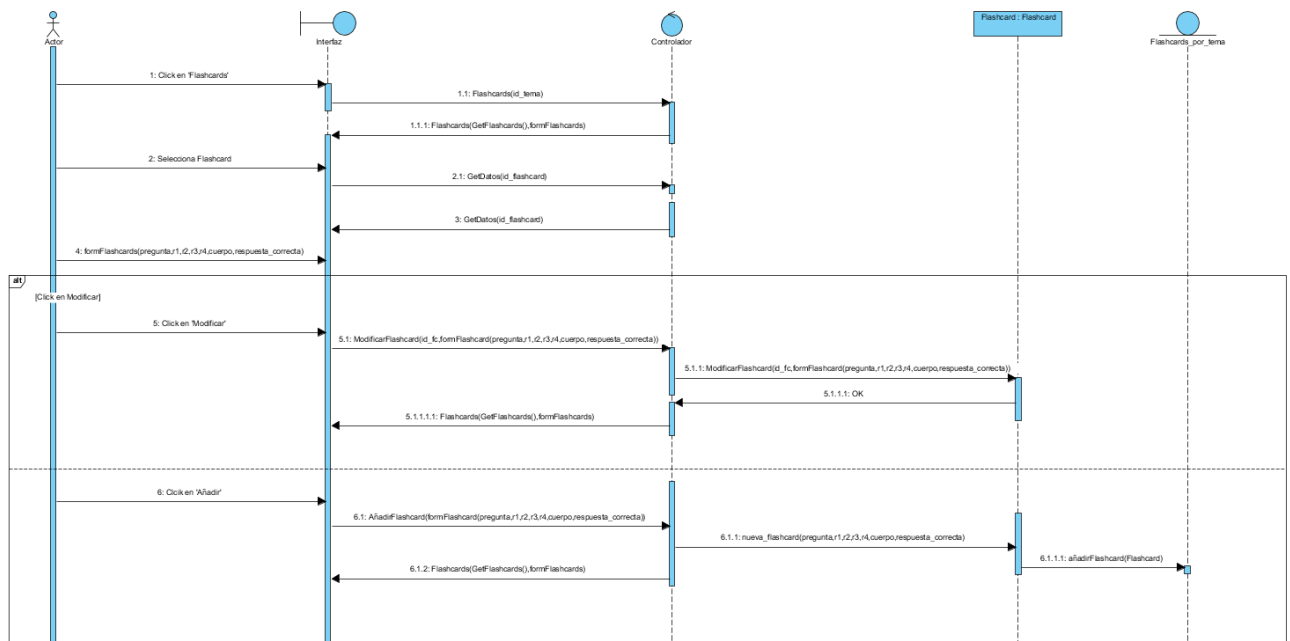 Actor
Interfaz
Controlador
Flashcard : Flashcard
Flashcards_por_tema
1: Click en 'Flashcards'
1.1: Flashcards(id_tema)
1.1.1: Flashcards(GetFlashcards(),formFlashcards)
2: Selecciona Flashcard
2.1: GetDatos(id_flashcard)
3: GetDatos(id_flashcard)
4: formFlashcards(pregunta,r1,r2,r3,r4,cuerpo,respuesta_correcta)
alt
[Click en Modificar]
5: Click en 'Modificar'
5.1: ModificarFlashcard(id_fc,formFlashcard(pregunta,r1,r2,r3,r4,cuerpo,respuesta_correcta))
5.1.1: ModificarFlashcard(id_fc,formFlashcard(pregunta,r1,r2,r3,r4,cuerpo,respuesta_correcta))
5.1.1.1: OK
5.1.1.1.1: Flashcards(GetFlashcards(),formFlashcards)
6: Clcik en 'Añadir'
6.1: AñadirFlashcard(formFlashcard(pregunta,r1,r2,r3,r4,cuerpo,respuesta_correcta))
6.1.1: nueva_flashcard(pregunta,r1,r2,r3,r4,cuerpo,respuesta_correcta)
6.1.1.1: añadirFlashcard(Flashcard)
6.1.2: Flashcards(GetFlashcards(),formFlashcards)